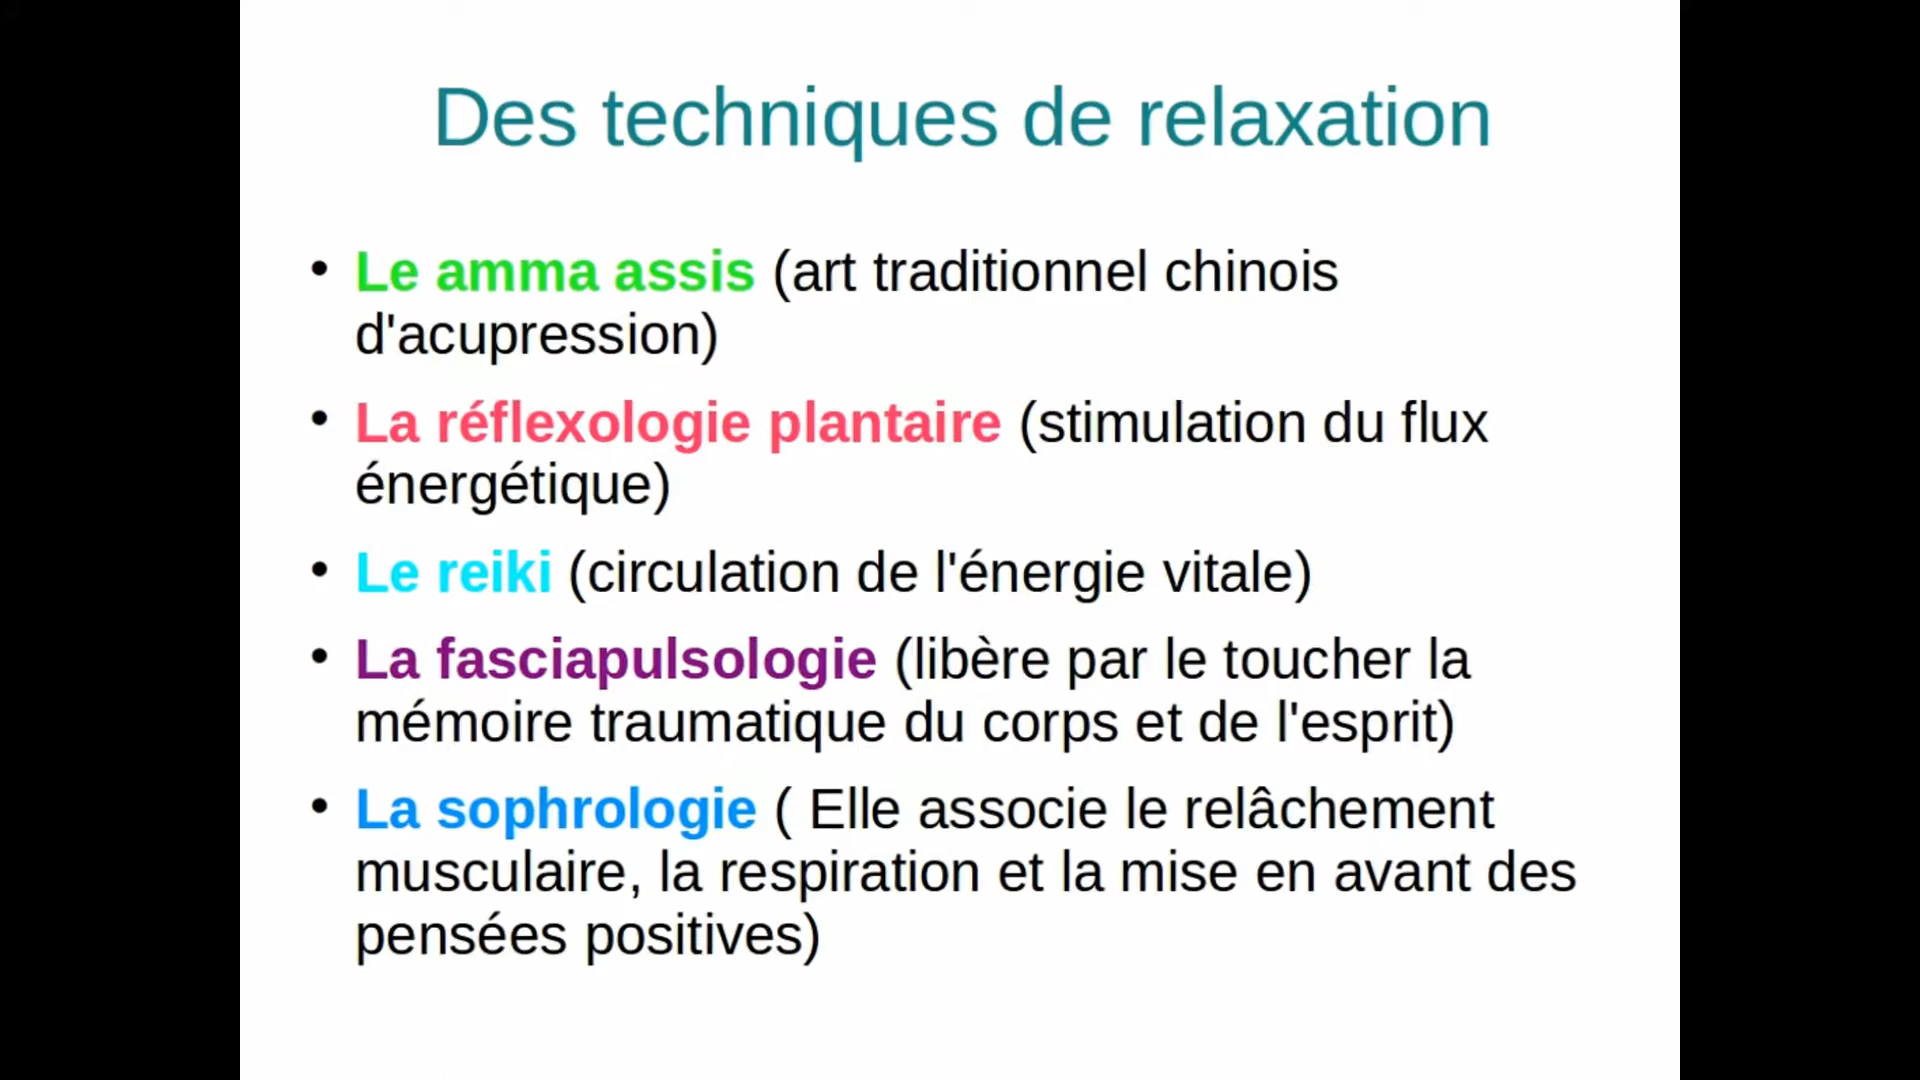 Des techniques de relaxation
• Le amma assis (art traditionnel chinois
d'acupression)
• La réflexologie plantaire (stimulation du flux
énergétique)
• Le reiki (circulation de l'énergie vitale)
• La fasciapulsologie (libère par le toucher la
mémoire traumatique du corps et de l'esprit)
• La sophrologie ( Elle associe le relâchement
musculaire, la respiration et la mise en avant des
pensées positives)